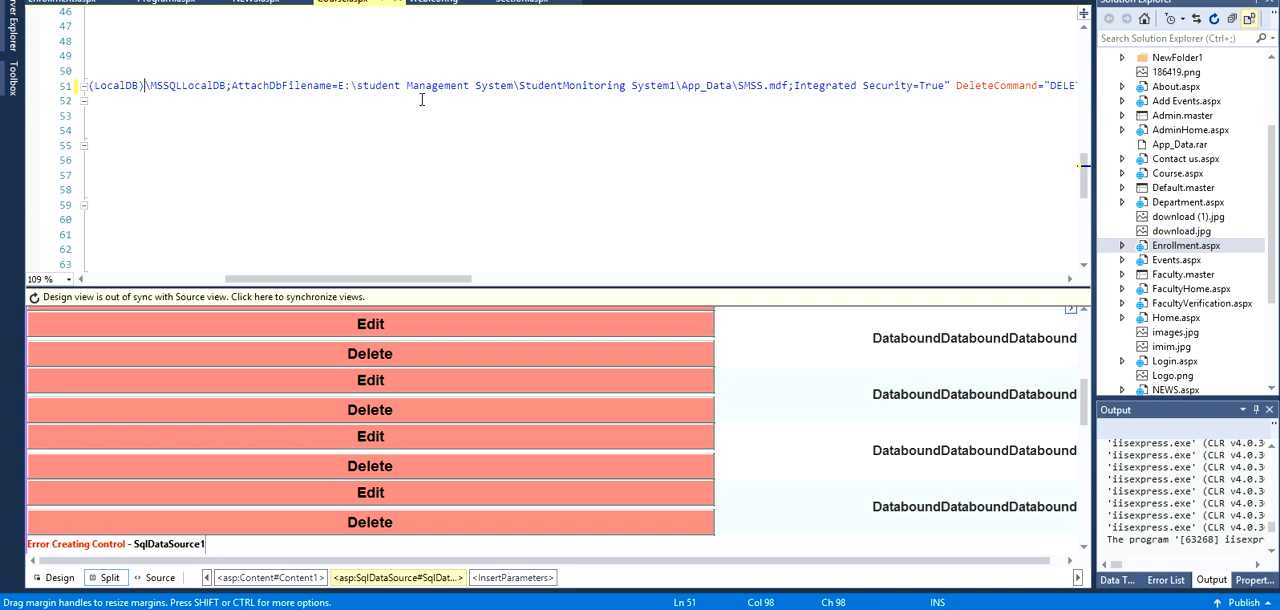 Server Explorer
Toolbox
46
47
48
49
50
51
52
53
54
55
56
57
58
59
60
61
62
63
(LocalDB)\MSSQLLocalDB;AttachDbFilename=E:\student Management System\StudentMonitoring System1\App_Data\SMSS.mdf;Integrated Security=True" DeleteCommand="DELE
109 %
Design view is out of sync with Source view. Click here to synchronize views.
Edit
Delete
DataboundDataboundDatabound
Edit
Delete
DataboundDataboundDatabound
Edit
Delete
DataboundDataboundDatabound
Edit
Delete
DataboundDataboundDatabound
Error Creating Control - SqlDataSource1
Design
Split
Source
<asp:Content#Content1>
<asp:SqlDataSource#SqlDat...>
<InsertParameters>
Drag margin handles to resize margins. Press SHIFT or CTRL for more options.
Ln 51
Col 98
Ch 98
INS
Publish
Solution Explorer
Search Solution Explorer (Ctrl+;)
NewFolder1
186419.png
About.aspx
Add Events.aspx
Admin.master
AdminHome.aspx
App_Data.rar
Contact us.aspx
Course.aspx
Default.master
Department.aspx
download (1).jpg
download.jpg
Enrollment.aspx
Events.aspx
Faculty.master
FacultyHome.aspx
FacultyVerification.aspx
Home.aspx
images.jpg
imim.jpg
Login.aspx
Logo.png
NEWS.aspx
Output
'iisexpress.exe' (CLR v4.0.3
'iisexpress.exe' (CLR v4.0.3
'iisexpress.exe' (CLR v4.0.3
'iisexpress.exe' (CLR v4.0.3
'iisexpress.exe' (CLR v4.0.3
'iisexpress.exe' (CLR v4.0.3
'iisexpress.exe' (CLR v4.0.3
'iisexpress.exe' (CLR v4.0.3
The program '[63268] iisexpr
Data T...
Error List
Output
Propert...